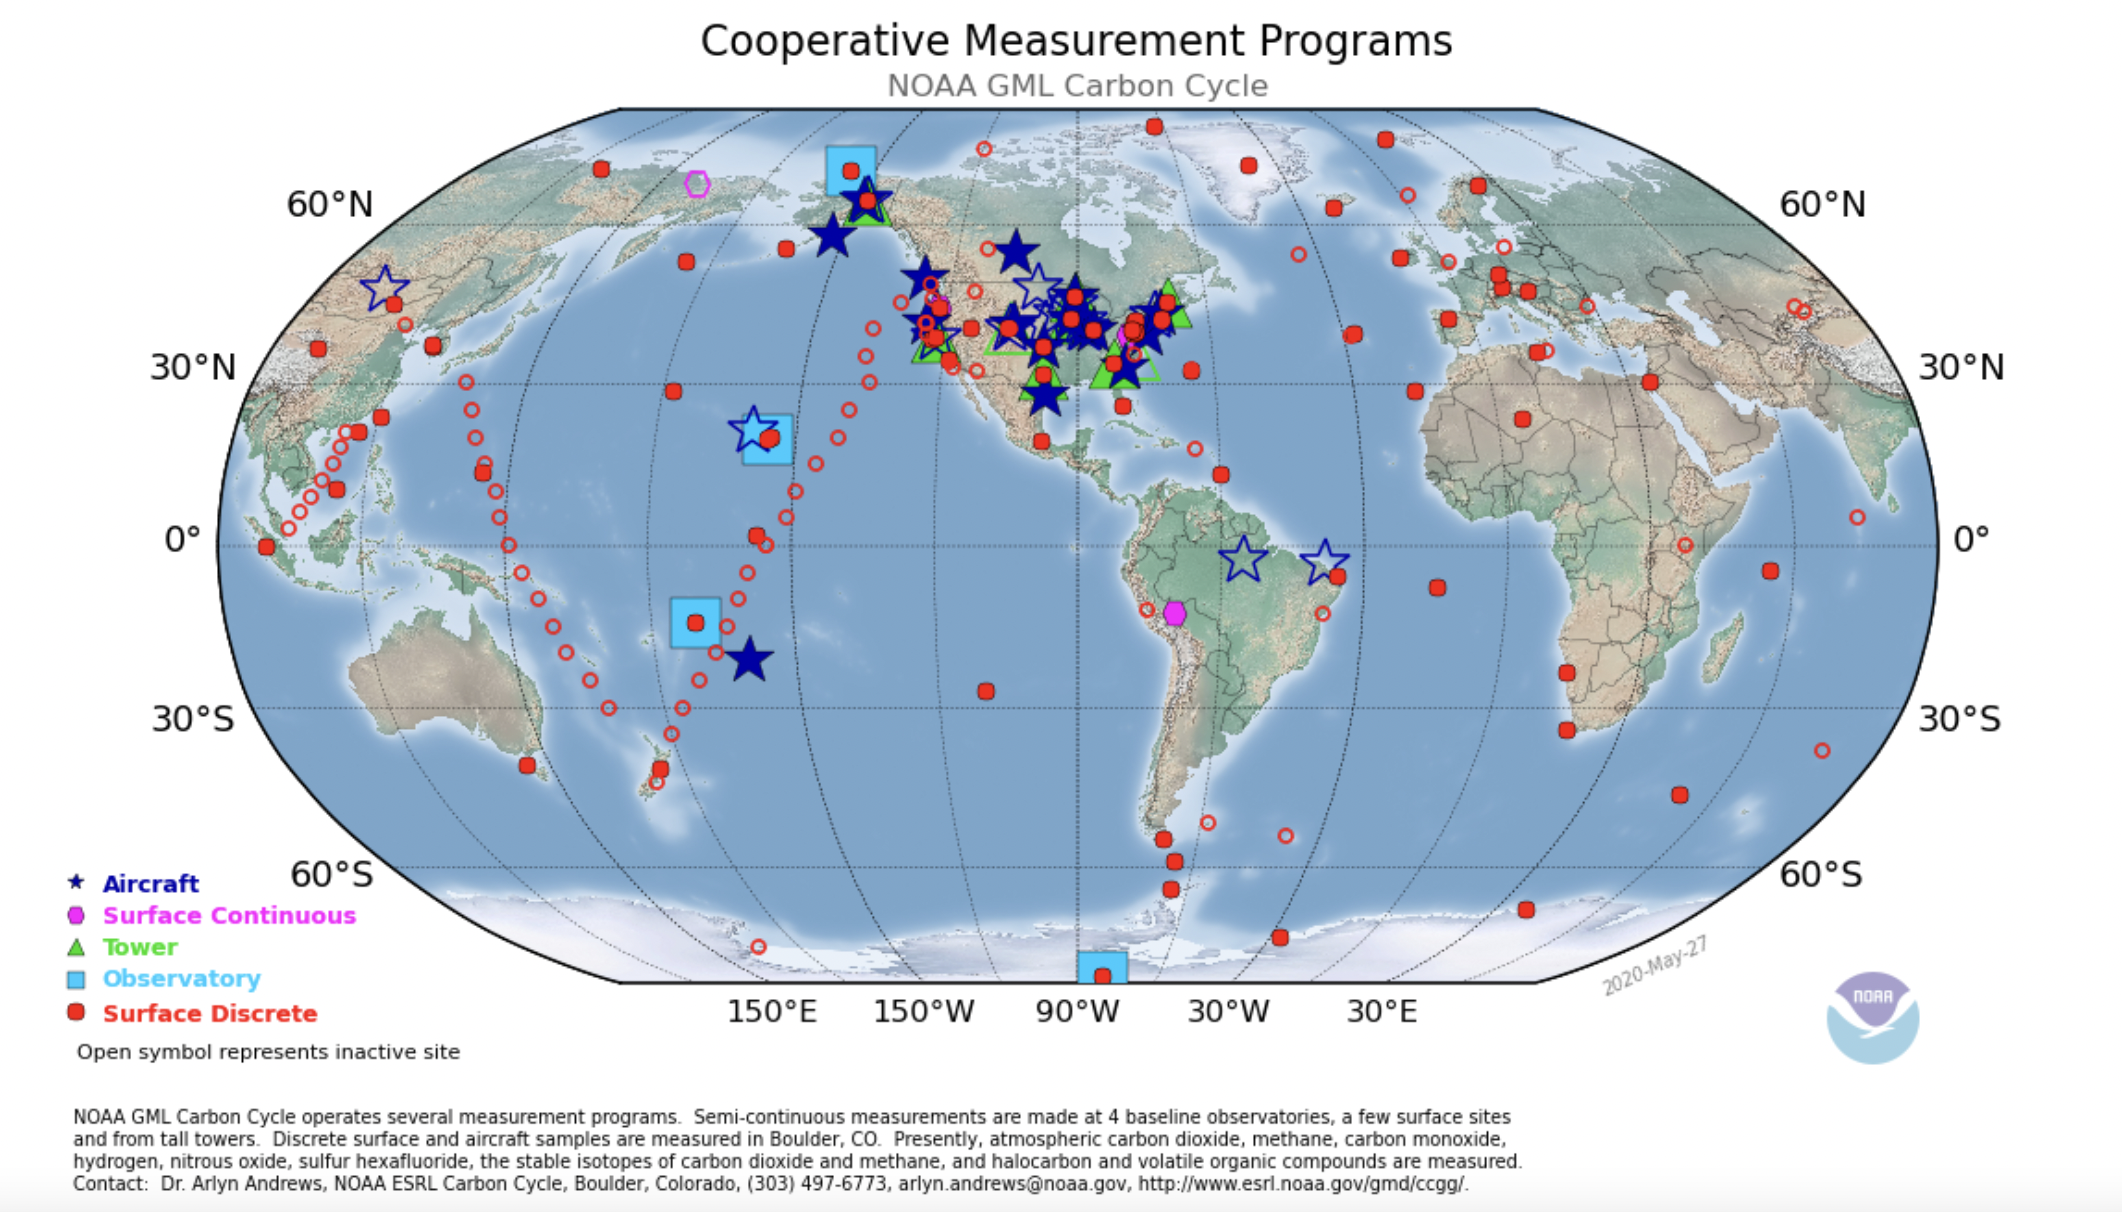 Cooperative Measurement Programs
NOAA GML Carbon Cycle
60°N 60°N
30°N 30°N
0° 0°
30°S 30°S
60°S 60°S
150°E 150°W 90°W 30°W 30°E
Aircraft
Surface Continuous
Tower
Observatory
Surface Discrete
Open symbol represents inactive site
2020-May-27
NOAA
NOAA GML Carbon Cycle operates several measurement programs. Semi-continuous measurements are made at 4 baseline observatories, a few surface sites
and from tall towers. Discrete surface and aircraft samples are measured in Boulder, CO. Presently, atmospheric carbon dioxide, methane, carbon monoxide,
hydrogen, nitrous oxide, sulfur hexafluoride, the stable isotopes of carbon dioxide and methane, and halocarbon and volatile organic compounds are measured.
Contact: Dr. Arlyn Andrews, NOAA ESRL Carbon Cycle, Boulder, Colorado, (303) 497-6773, arlyn.andrews@noaa.gov, http://www.esrl.noaa.gov/gmd/ccgg/.